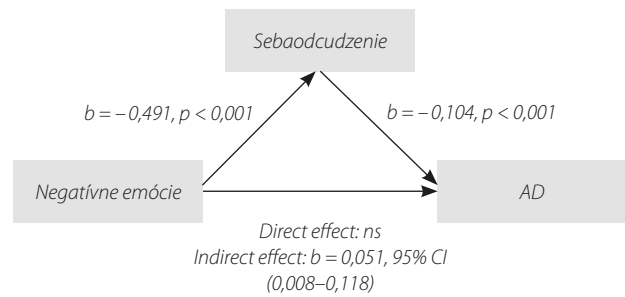 Sebaodcudzenie
b = –0,491, p < 0,001
b = –0,104, p < 0,001
Negatívne emócie
AD
Direct effect: ns
Indirect effect: b = 0,051, 95% CI
(0,008–0,118)